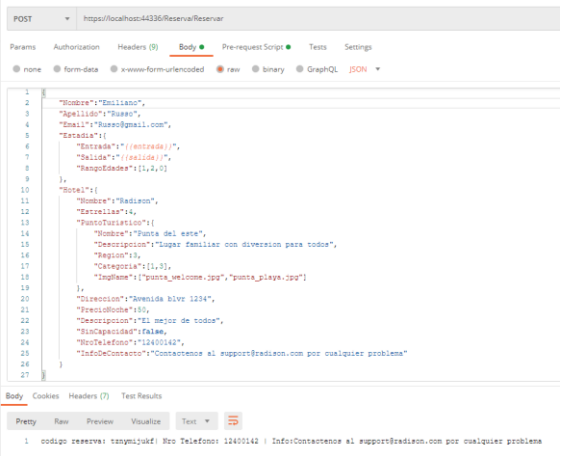 POST https://localhost:44336/Reserva/Reservar
Params Authorization Headers (9) Body Pre-request Script Tests Settings
none form-data x-www-form-urlencoded raw binary GraphQL JSON
1 {
2 "Nombre":"Emiliano",
3 "Apellido":"Russo",
4 "Email":"Russo@gmail.com",
5 "Estadia":{
6 "Entrada":"{{entrada}}",
7 "Salida":"{{salida}}",
8 "RangoEdades":[1,2,0]
9 },
10 "Hotel":{
11 "Nombre":"Radison",
12 "Estrellas":4,
13 "PuntoTuristico":{
14 "Nombre":"Punta del este",
15 "Descripcion":"Lugar familiar con diversion para todos",
16 "Region":3,
17 "Categoria":[1,3],
18 "ImgName":["punta_welcome.jpg","punta_playa.jpg"]
19 },
20 "Direccion":"Avenida blvr 1234",
21 "PrecioNoche":80,
22 "Descripcion":"El mejor de todos",
23 "SinCapacidad":false,
24 "NroTelefono":"12400142",
25 "InfoDeContacto":"Contactenos al support@radison.com por cualquier problema"
26 }
27 }
Body Cookies Headers (7) Test Results
Pretty Raw Preview Visualize Text
1 codigo reserva: tznymijukf| Nro Telefono: 12400142 | Info:Contactenos al support@radison.com por cualquier problema